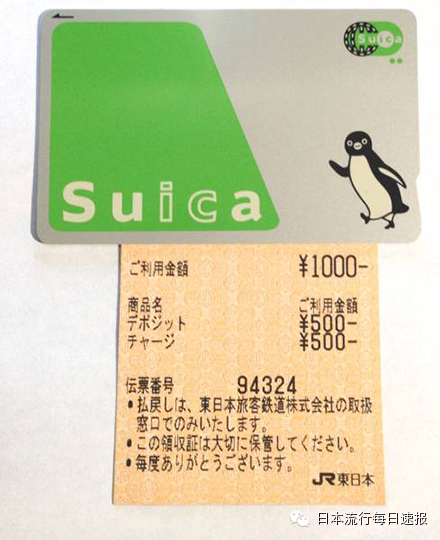 Suica
Suica
ご利用金額 ¥1000-
商品名 ご利用金額
デポジット ¥500-
チャージ ¥500-
伝票番号 94324
•払戻しは、東日本旅客鉄道株式会社の取扱
窓口でのみいたします。
•この領収証は大切に保管してください。
•毎度ありがとうございます。
JR東日本
日本流行每日速报